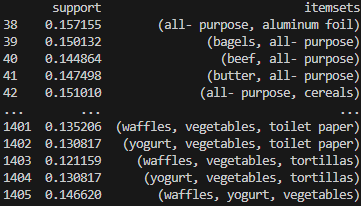 support itemsets
38 0.157155 (all- purpose, aluminum foil)
39 0.150132 (bagels, all- purpose)
40 0.144864 (beef, all- purpose)
41 0.147498 (butter, all- purpose)
42 0.151010 (all- purpose, cereals)
... ... ...
1401 0.135206 (waffles, vegetables, toilet paper)
1402 0.130817 (yogurt, vegetables, toilet paper)
1403 0.121159 (waffles, vegetables, tortillas)
1404 0.130817 (yogurt, vegetables, tortillas)
1405 0.146620 (waffles, yogurt, vegetables)